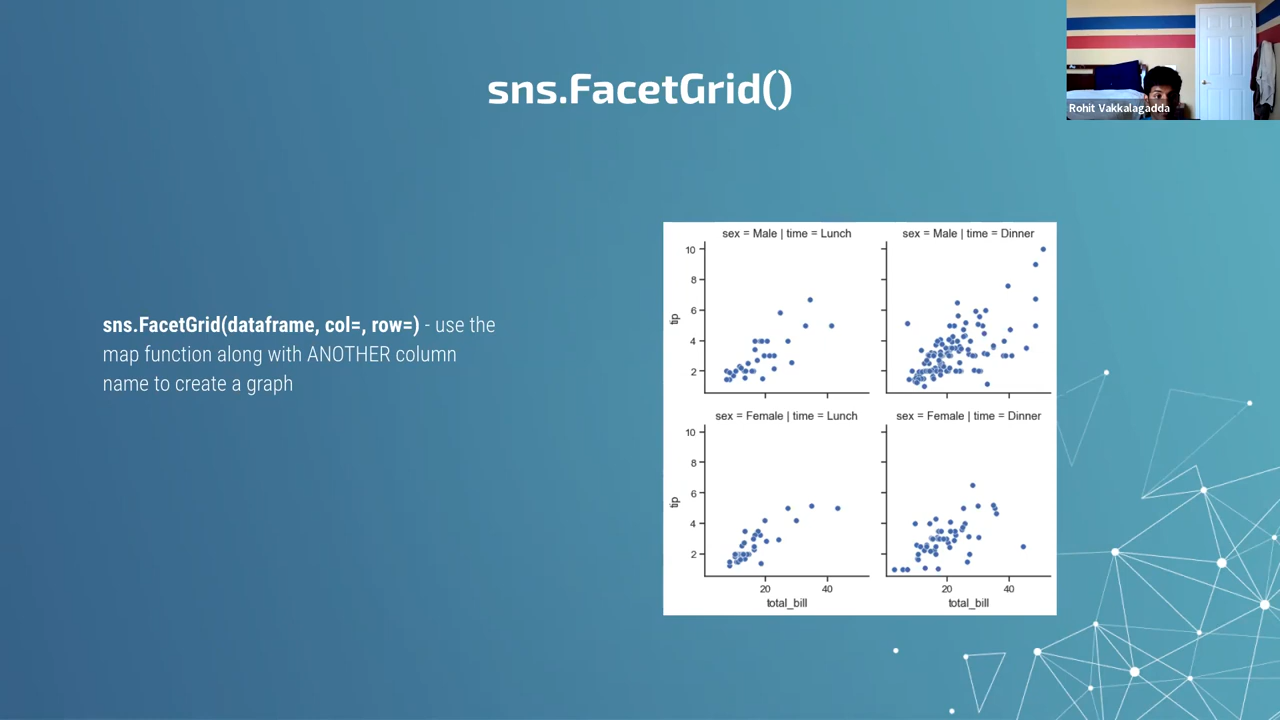 sns.FacetGrid()
Rohit Vakkalagadda
sns.FacetGrid(dataframe, col=, row=) - use the
map function along with ANOTHER column
name to create a graph
sex = Male | time = Lunch
sex = Male | time = Dinner
10
8
6
4
2
tip
sex = Female | time = Lunch
sex = Female | time = Dinner
10
8
6
4
2
tip
20
40
20
40
total_bill
total_bill